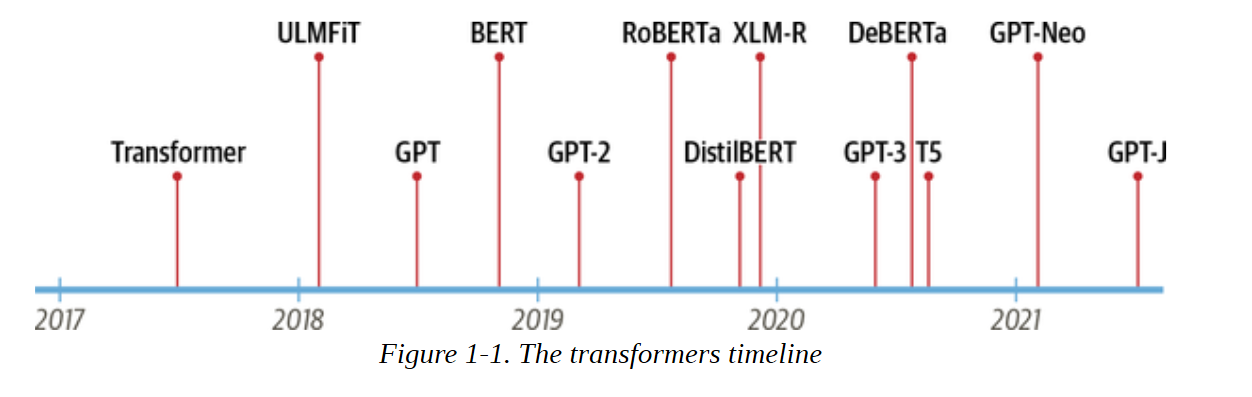 ULMFiT BERT RoBERTa XLM-R DeBERTa GPT-Neo
Transformer GPT GPT-2 DistilBERT GPT-3 T5 GPT-J
2017 2018 2019 2020 2021
Figure 1-1. The transformers timeline